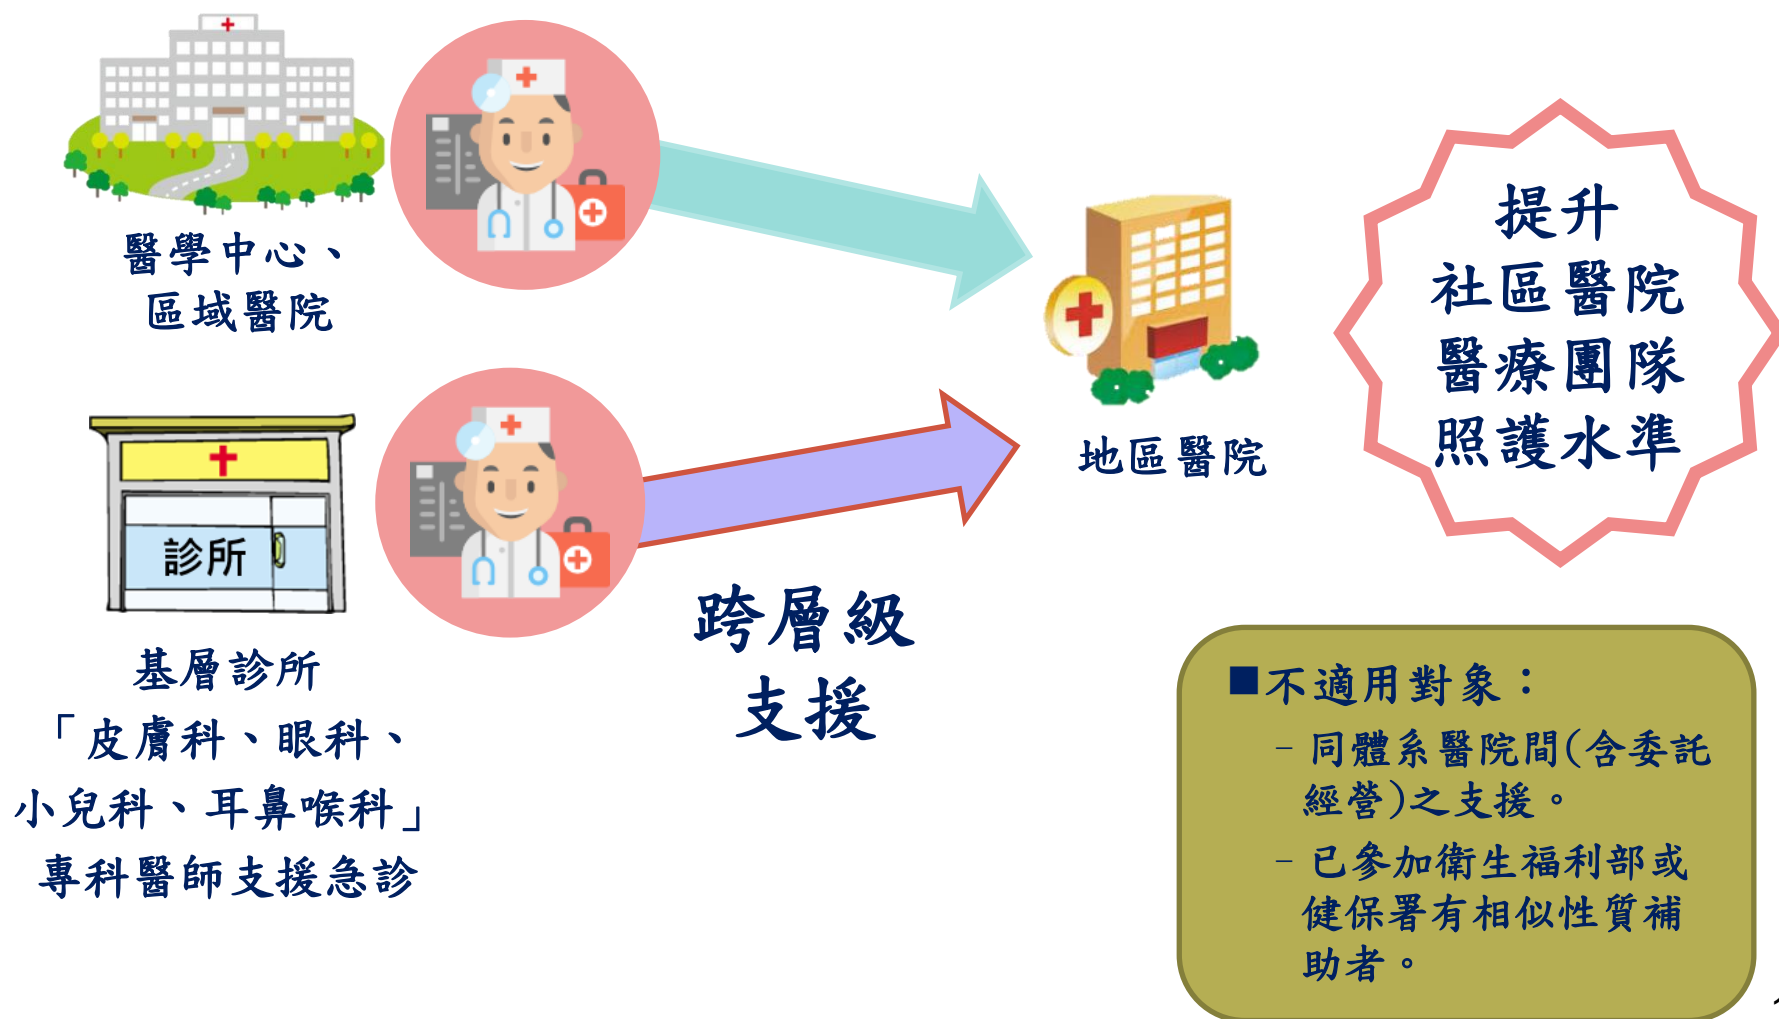 醫學中心、
區域醫院
診所
基層診所
「皮膚科、眼科、
小兒科、耳鼻喉科」
專科醫師支援急診
跨層級
支援
地區醫院
提升
社區醫院
醫療團隊
照護水準
■不適用對象：
－同體系醫院間(含委託
經營)之支援。
－已參加衛生福利部或
健保署有相似性質補
助者。